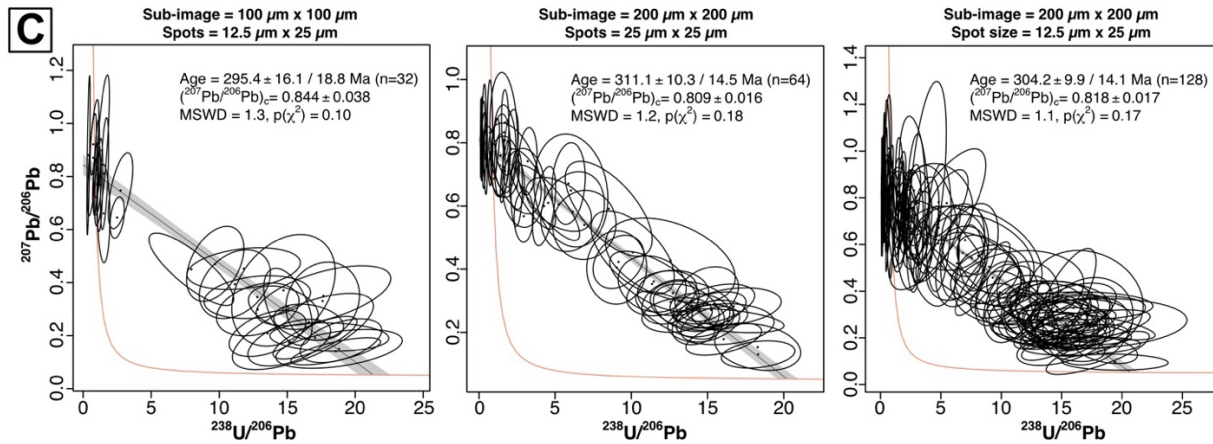 C
Sub-image = 100 µm x 100 µm
Spots = 12.5 µm x 25 µm
Age = 295.4 ± 16.1 / 18.8 Ma (n=32)
(²⁰⁷Pb/²⁰⁶Pb)c= 0.844 ± 0.038
MSWD = 1.3, p(χ²) = 0.10
²⁰⁷Pb/²⁰⁶Pb
0.0 0.2 0.4 0.6 0.8 1.0 1.2
0 5 10 15 20 25
²³⁸U/²⁰⁶Pb
Sub-image = 200 µm x 200 µm
Spots = 25 µm x 25 µm
Age = 311.1 ± 10.3 / 14.5 Ma (n=64)
(²⁰⁷Pb/²⁰⁶Pb)c= 0.809 ± 0.016
MSWD = 1.2, p(χ²) = 0.18
0.2 0.4 0.6 0.8 1.0
0 5 10 15 20
²³⁸U/²⁰⁶Pb
Sub-image = 200 µm x 200 µm
Spot size = 12.5 µm x 25 µm
Age = 304.2 ± 9.9 / 14.1 Ma (n=128)
(²⁰⁷Pb/²⁰⁶Pb)c= 0.818 ± 0.017
MSWD = 1.1, p(χ²) = 0.17
0.0 0.2 0.4 0.6 0.8 1.0 1.2 1.4
0 5 10 15 20 25
²³⁸U/²⁰⁶Pb